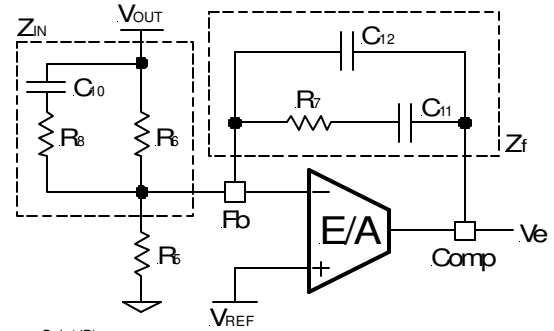 VOUT
ZIN
C12
C10
R7
C11
R8
R6
Zf
−
Fb
E/A
Ve
Comp
R5
+
VREF